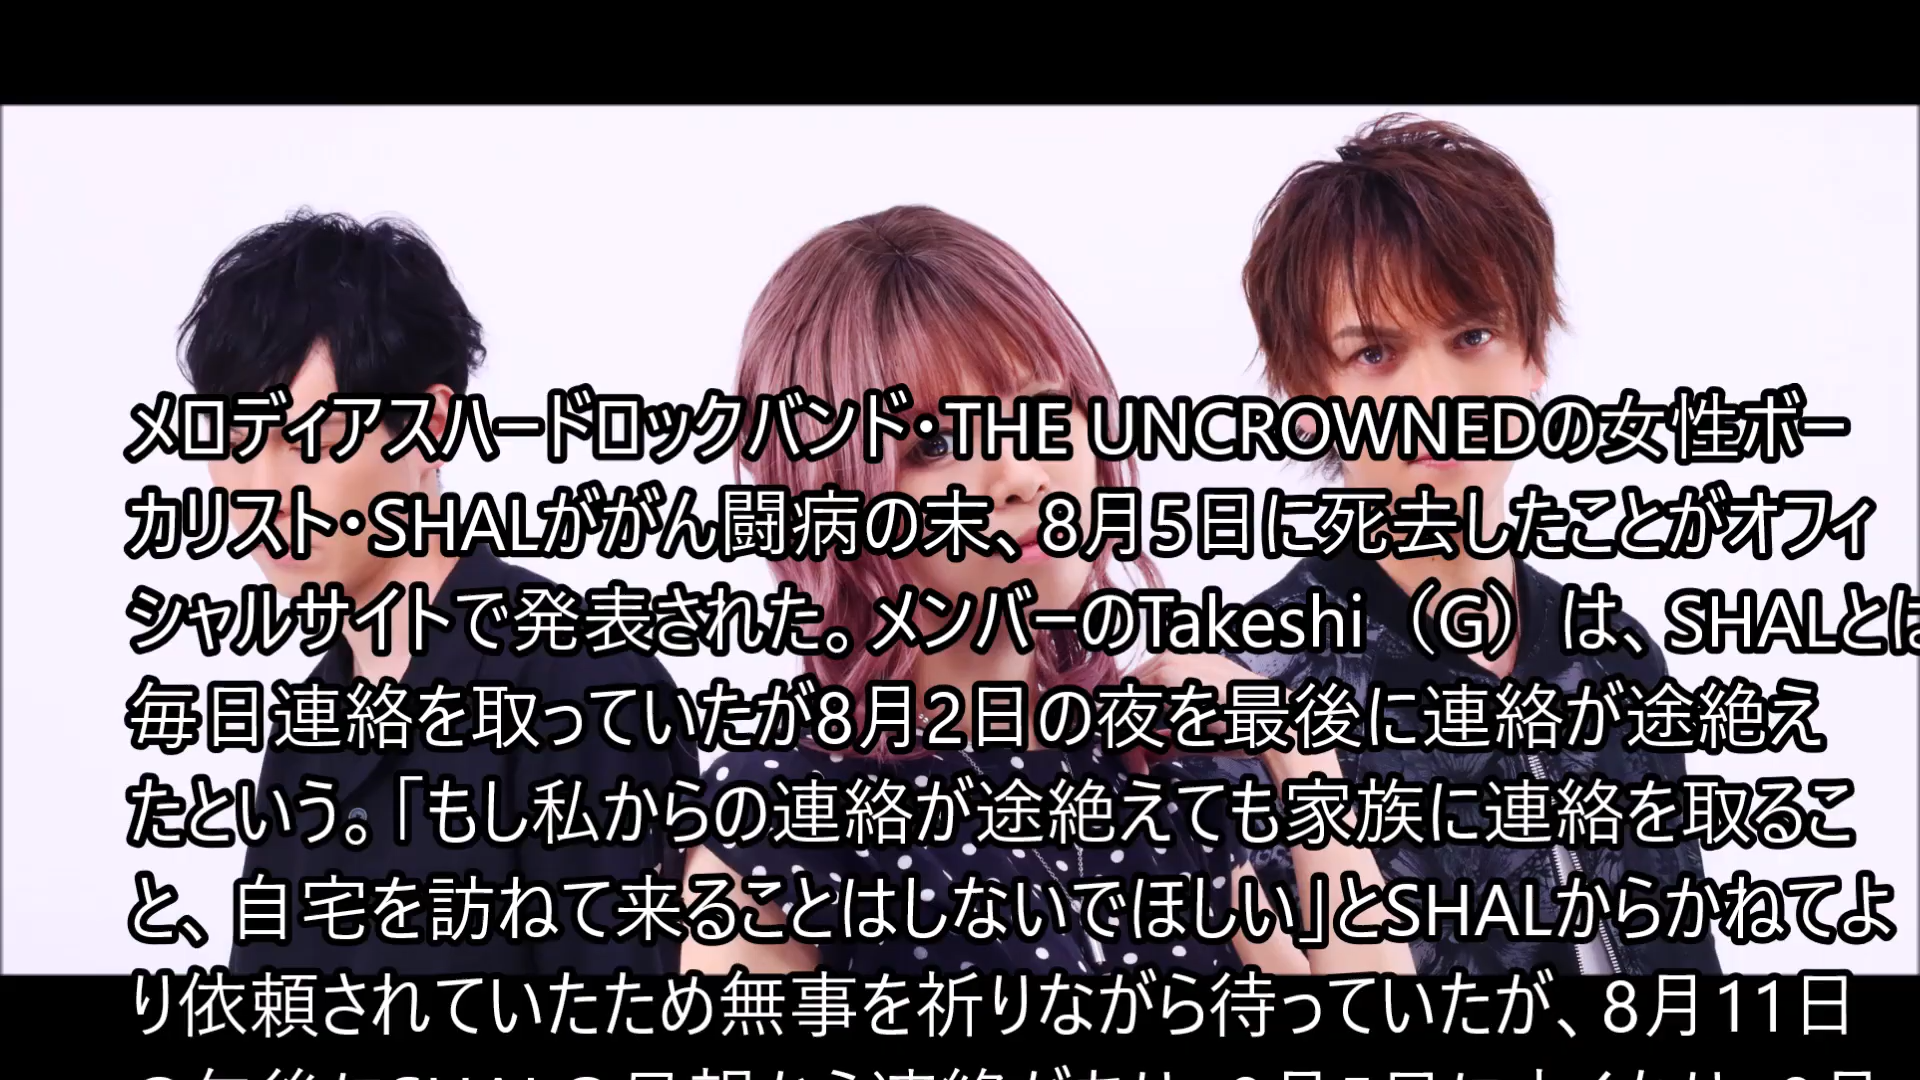 メロディアスハードロックバンド・THE UNCROWNEDの女性ボー
カリスト・SHALががん闘病の末、8月5日に死去したことがオフィ
シャルサイトで発表された。メンバーのTakeshi（G）は、SHALとは
毎日連絡を取っていたが8月2日の夜を最後に連絡が途絶え
たという。「もし私からの連絡が途絶えても家族に連絡を取るこ
と、自宅を訪ねて来ることはしないでほしい」とSHALからかねてよ
り依頼されていたため無事を祈りながら待っていたが、8月11日